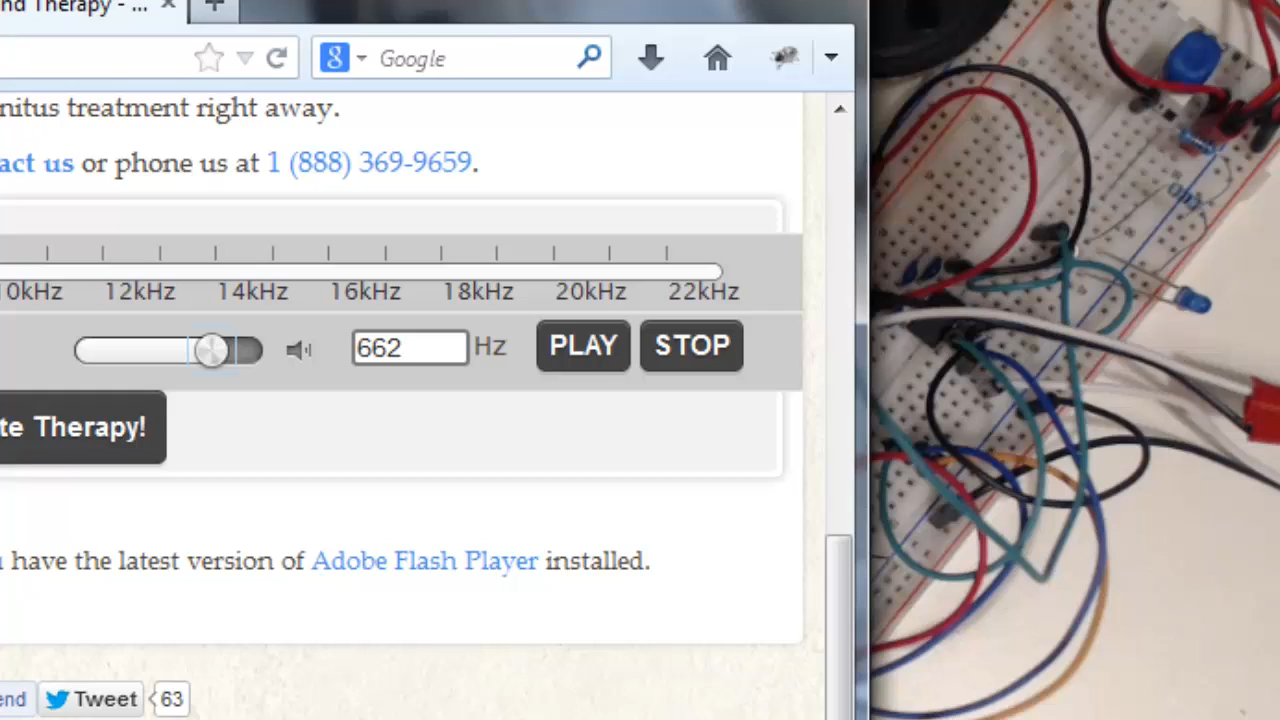 nd Therapy - ...
Google
nitus treatment right away.
act us or phone us at 1 (888) 369-9659.
0kHz 12kHz 14kHz 16kHz 18kHz 20kHz 22kHz
662 Hz PLAY STOP
te Therapy!
have the latest version of Adobe Flash Player installed.
end Tweet 63